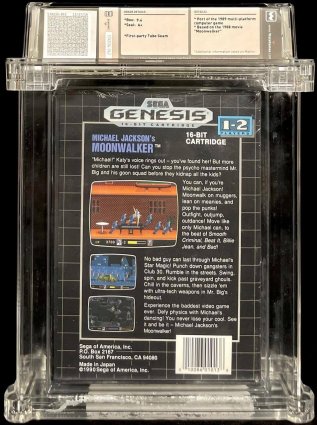 *Box: 9.4
*Seal: A+
*First-party Tabe Seam
* Part of the 1989 multi-platform
computer game
* Based on the 1988 movie
"Moonwalker"
SEGA
GENESIS
16-BIT CARTRIDGE
1-2
PLAYERS
16-BIT
CARTRIDGE
MICHAEL JACKSON'S
MOONWALKER™
"Michael!" Katy's voice rings out – you've found her! But more
children are still lost! Can you stop the psycho mastermind Mr.
Big and his goon squad before they kidnap all the kids?
You can, if you're
Michael Jackson!
Moonwalk on muggers,
lean on meanies, and
pop the punks!
Outfight, outjump,
outdance! Move like
only Michael can, to
the beat of Smooth
Criminal, Beat It, Billie
Jean, and Bad!
No bad guy can last through Michael's
Star Magic! Punch down gangsters in
Club 30. Rumble in the streets. Swing,
spin, and kick past graveyard ghouls.
Chill in the caverns, then sizzle 'em
with ultra-tech weapons in Mr. Big's
hideout.
Experience the baddest video game
ever. Defy physics with Michael's
dancing! You never lose your cool. See
it and be it – Michael Jackson's
Moonwalker!
Sega of America, Inc.
P.O. Box 2167
South San Francisco, CA 94080
Made in Japan
©1990 Sega of America, Inc.